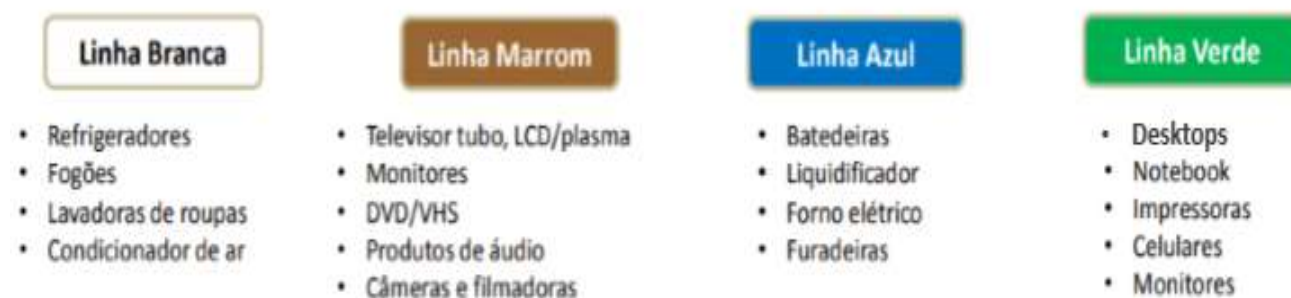 Linha Branca
• Refrigeradores
• Fogões
• Lavadoras de roupas
• Condicionador de ar
Linha Marrom
• Televisor tubo, LCD/plasma
• Monitores
• DVD/VHS
• Produtos de áudio
• Câmeras e filmadoras
Linha Azul
• Batedeiras
• Liquidificador
• Forno elétrico
• Furadeiras
Linha Verde
• Desktops
• Notebook
• Impressoras
• Celulares
• Monitores